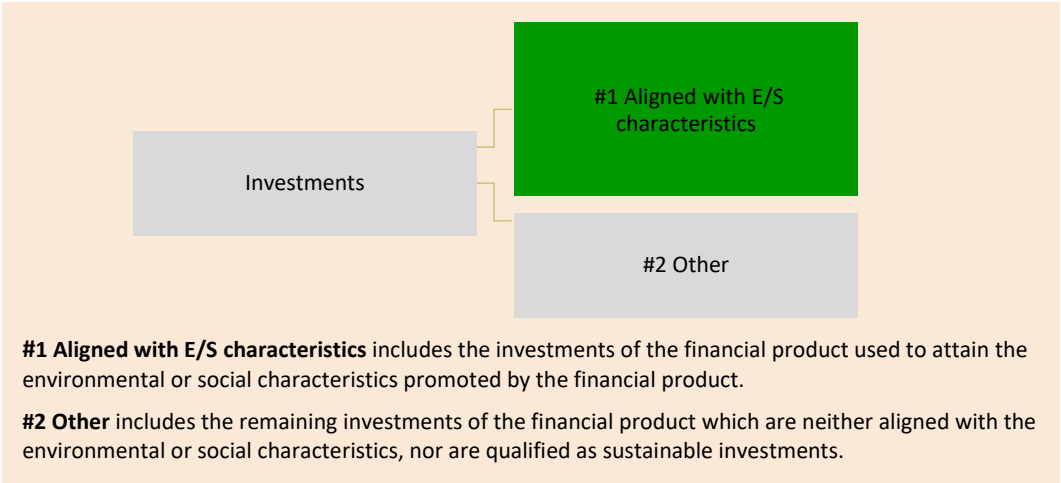 #1 Aligned with E/S
characteristics
Investments
#2 Other
#1 Aligned with E/S characteristics includes the investments of the financial product used to attain the
environmental or social characteristics promoted by the financial product.
#2 Other includes the remaining investments of the financial product which are neither aligned with the
environmental or social characteristics, nor are qualified as sustainable investments.